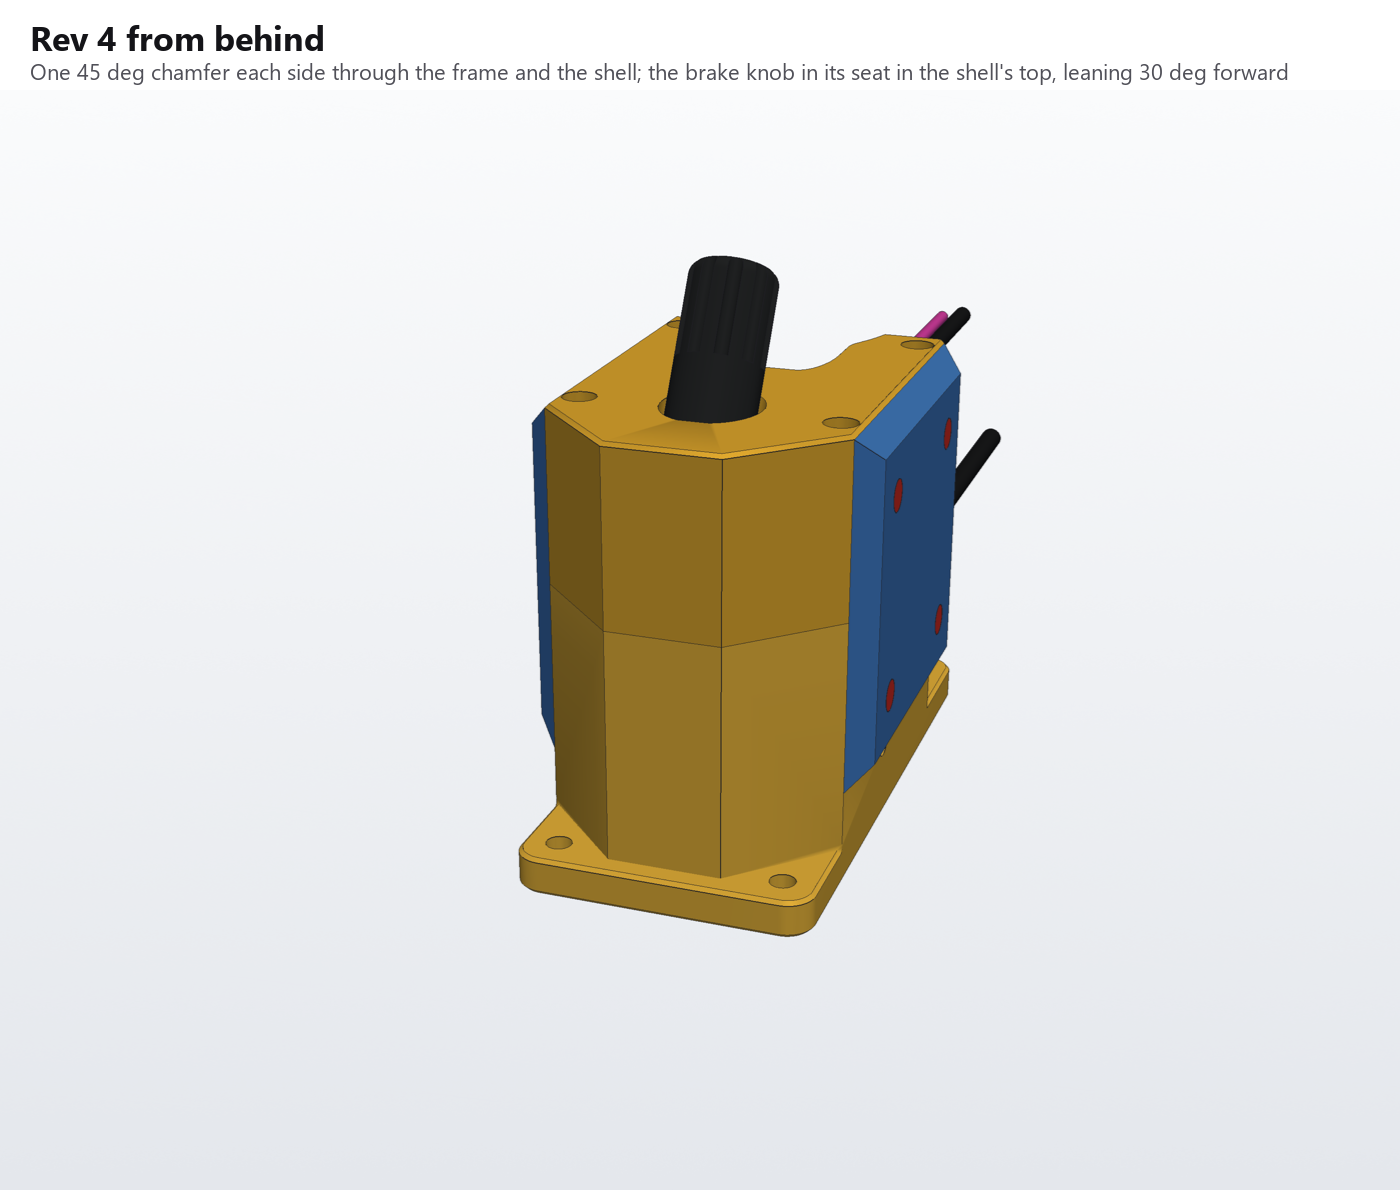 Rev 4 from behind
One 45 deg chamfer each side through the frame and the shell; the brake knob in its seat in the shell's top, leaning 30 deg forward